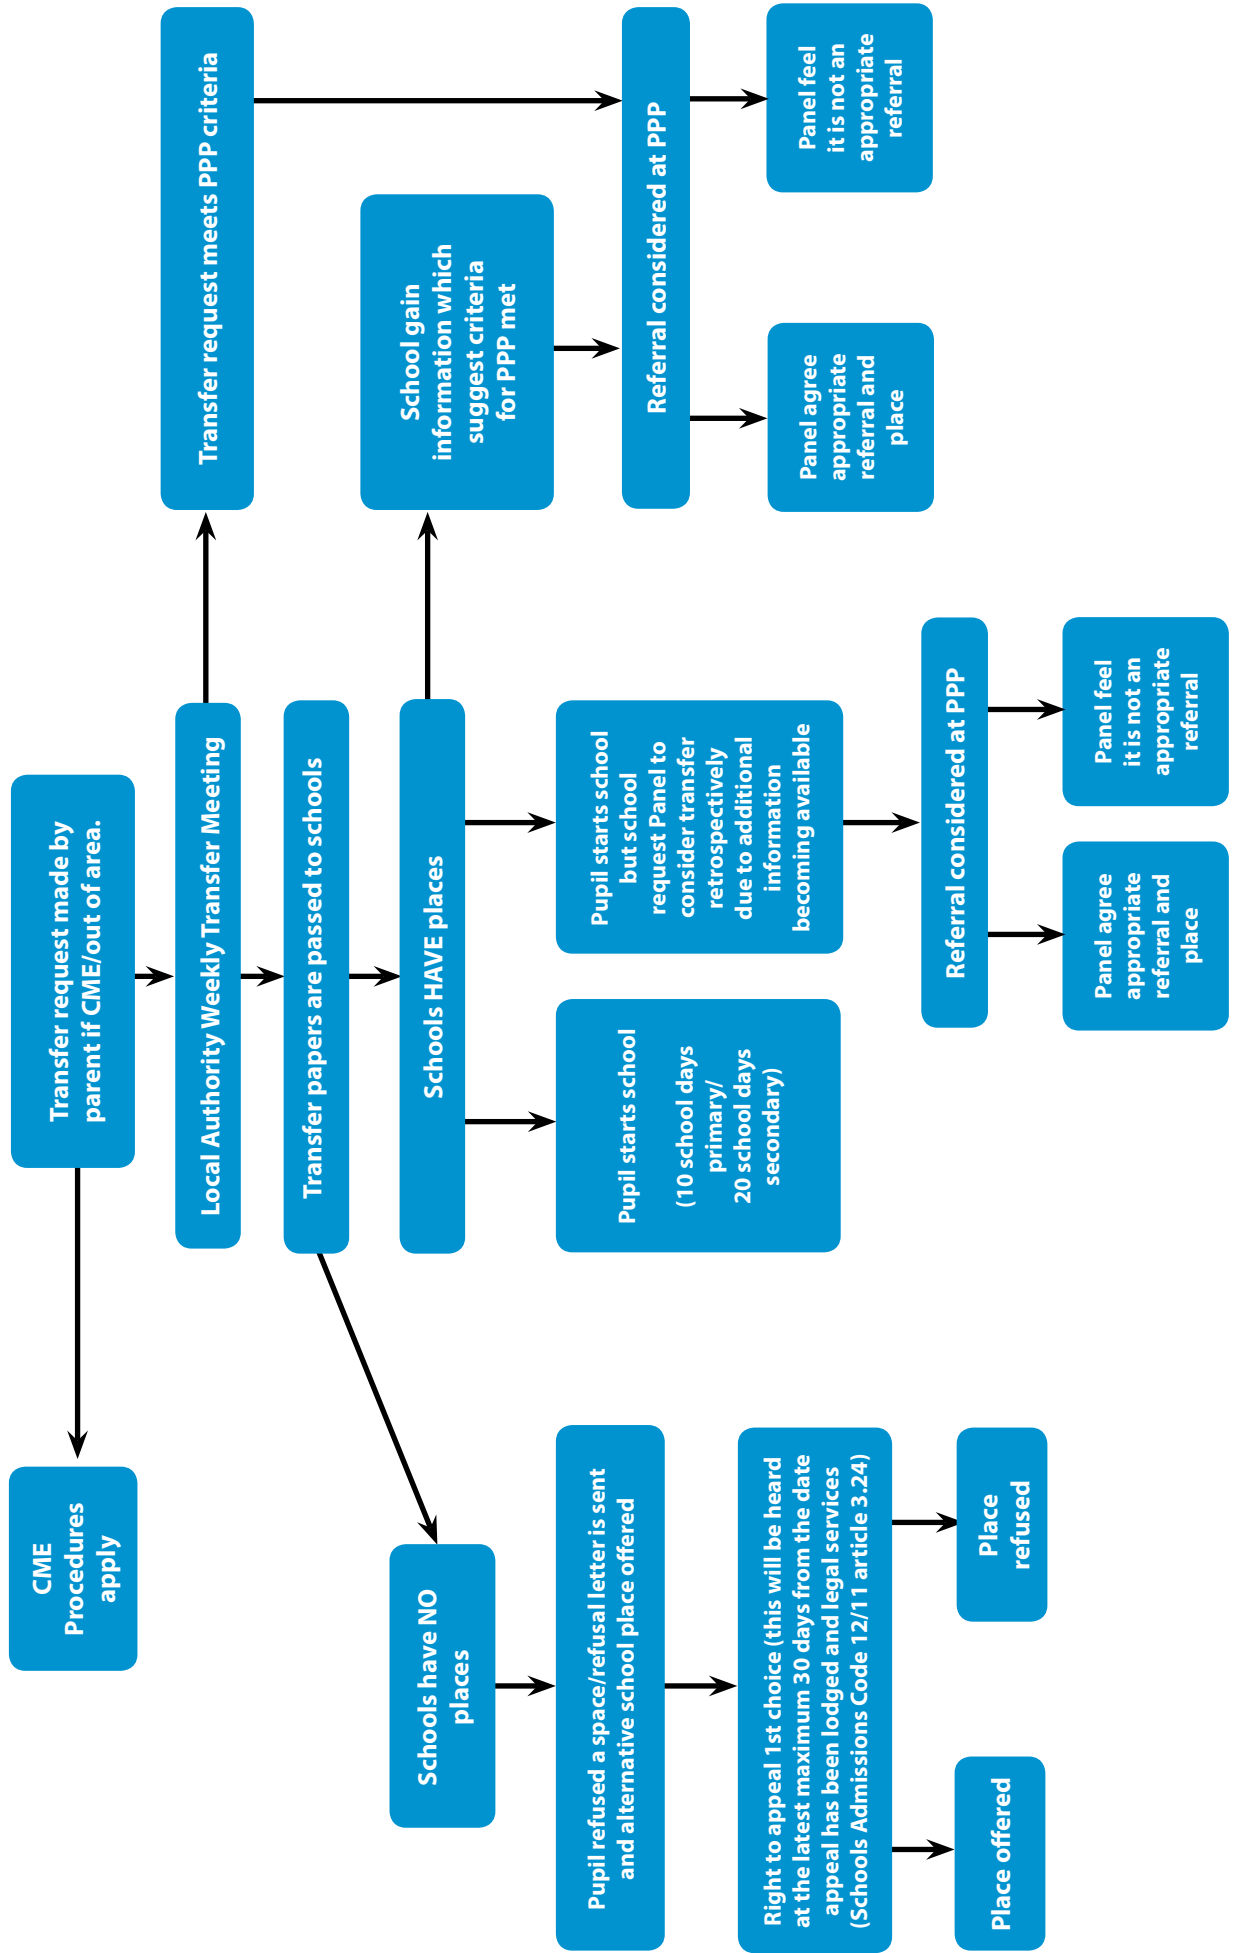 Transfer request made by
parent if CME/out of area.
CME
Procedures
apply
Local Authority Weekly Transfer Meeting
Transfer request meets PPP criteria
Transfer papers are passed to schools
Schools have NO
places
Schools HAVE places
School gain
information which
suggest criteria
for PPP met
Pupil refused a space/refusal letter is sent
and alternative school place offered
Pupil starts school
(10 school days
primary/
20 school days
secondary)
Pupil starts school
but school
request Panel to
consider transfer
retrospectively
due to additional
information
becoming available
Referral considered at PPP
Right to appeal 1st choice (this will be heard
at the latest maximum 30 days from the date
appeal has been lodged and legal services
(Schools Admissions Code 12/11 article 3.24)
Panel agree
appropriate
referral and
place
Panel feel
it is not an
appropriate
referral
Referral considered at PPP
Place offered
Place
refused
Panel agree
appropriate
referral and
place
Panel feel
it is not an
appropriate
referral